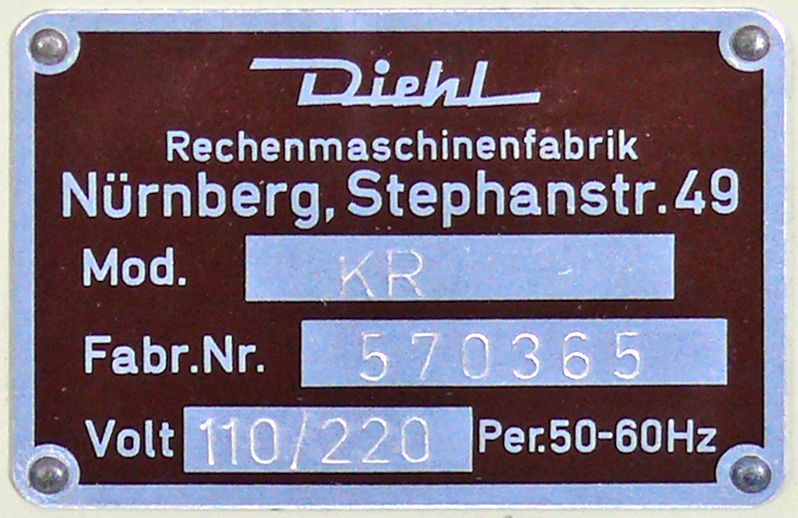 Diehl
Rechenmaschinenfabrik
Nürnberg, Stephanstr. 49
Mod. KR
Fabr.Nr. 570365
Volt 110/220 Per.50-60Hz